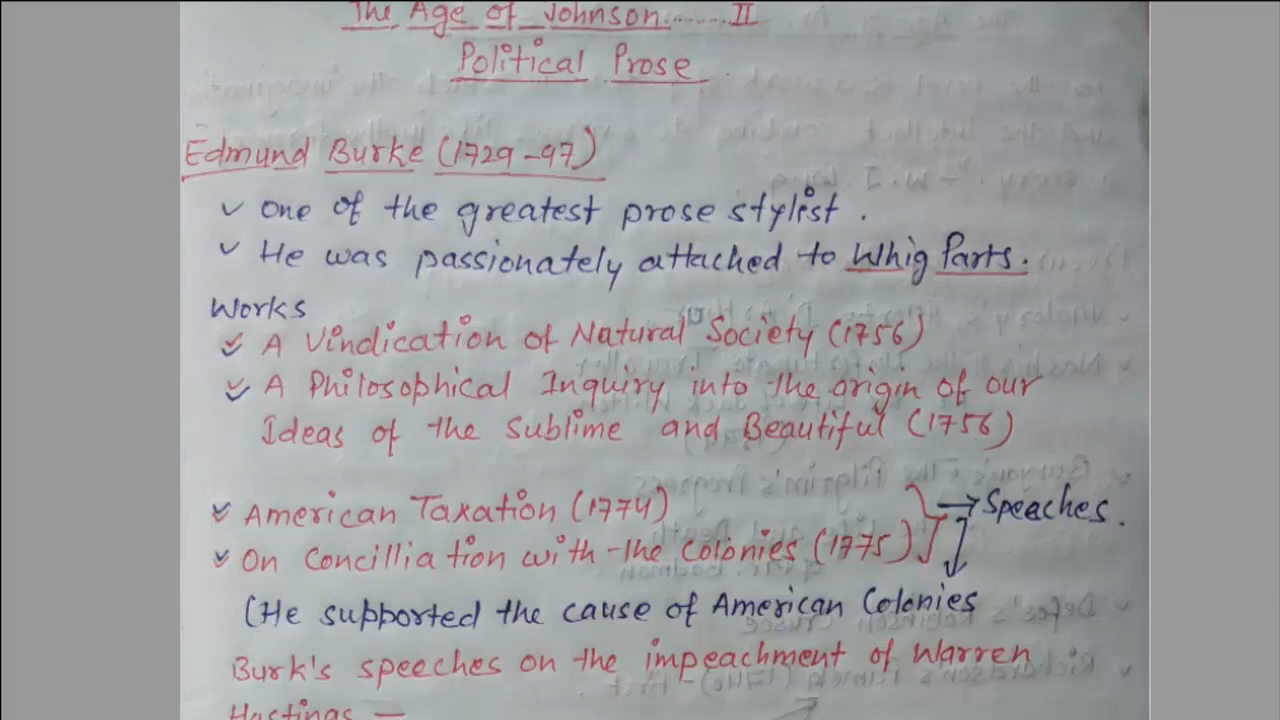 The Age of Johnson....... II
Political Prose
Edmund Burke (1729-97)
One of the greatest prose stylist.
He was passionately attached to Whig Parts.
Works
A Vindication of Natural Society (1756)
A Philosophical Inquiry into the origin of our
Ideas of the Sublime and Beautiful (1756)
American Taxation (1774)
→ Speaches.
On Concilliation with the Colonies (1775)
(He supported the cause of American Colonies
Burk's speeches on the impeachment of Warren
Hastings —